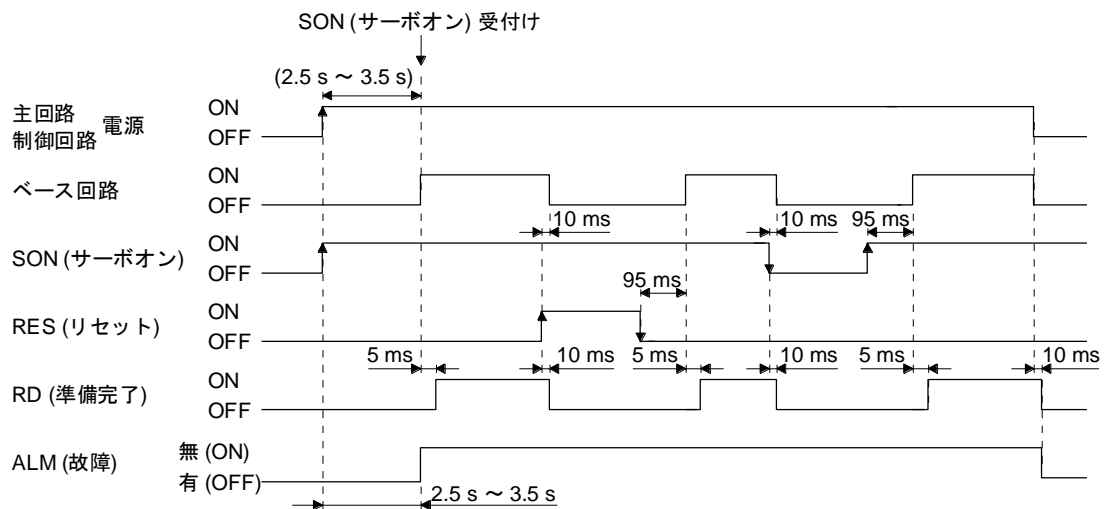 SON (サーボオン) 受付け
(2.5 s ～ 3.5 s)
主回路
制御回路 電源
ON
OFF
ベース回路
ON
OFF
10 ms
10 ms
95 ms
SON (サーボオン)
ON
OFF
95 ms
RES (リセット)
ON
OFF
5 ms
10 ms
5 ms
10 ms
5 ms
10 ms
RD (準備完了)
ON
OFF
ALM (故障)
無 (ON)
有 (OFF)
2.5 s ～ 3.5 s